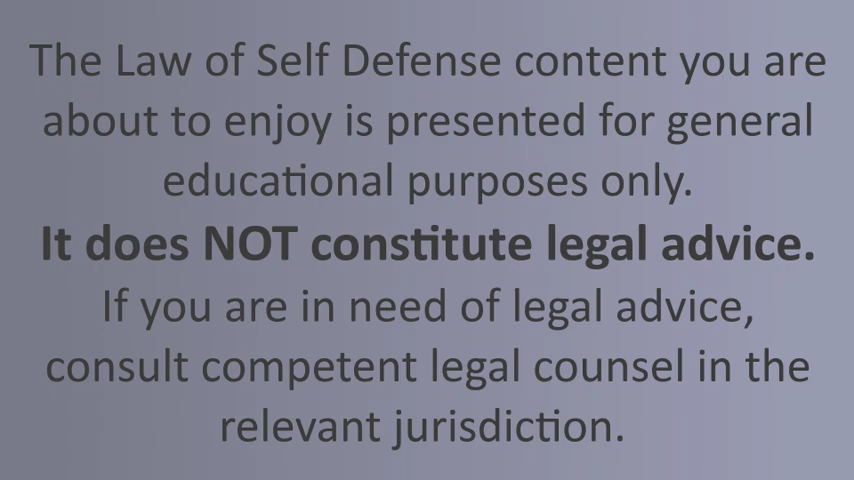 The Law of Self Defense content you are
about to enjoy is presented for general
educational purposes only.
It does NOT constitute legal advice.
If you are in need of legal advice,
consult competent legal counsel in the
relevant jurisdiction.